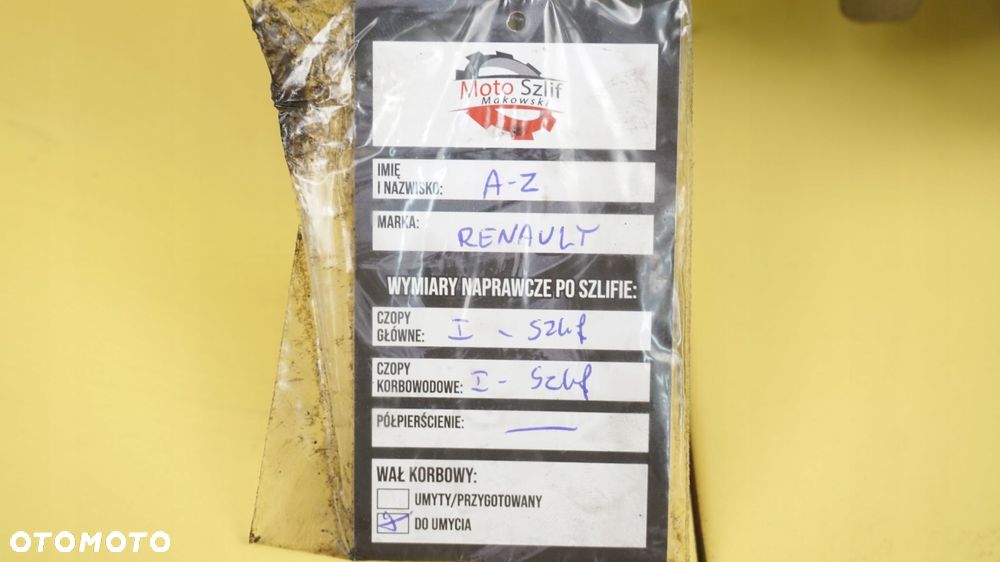 Moto Szlif
Makowski
IMIĘ
I NAZWISKO: A-Z
MARKA: RENAULT
WYMIARY NAPRAWCZE PO SZLIFIE:
CZOPY
GŁÓWNE: I - Szlif
CZOPY
KORBOWODOWE: I - Szlif
PÓŁPIERŚCIENIE: —
WAŁ KORBOWY:
UMYTY/PRZYGOTOWANY
DO UMYCIA
OTOMOTO